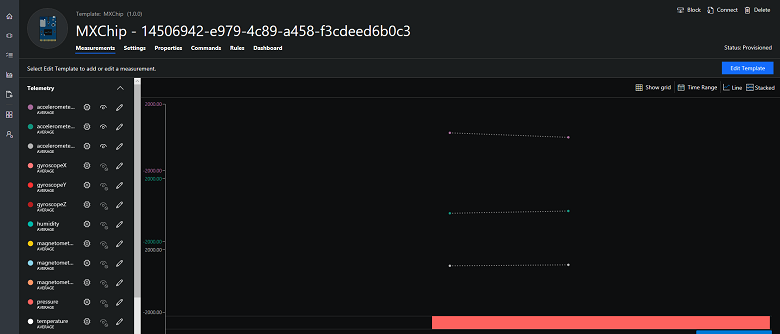 Template: MXChip (1.0.0)
Block
Connect
Delete
MXChip - 14506942-e979-4c89-a458-f3cdeed6b0c3
Measurements Settings Properties Commands Rules Dashboard
Status: Provisioned
Select Edit Template to add or edit a measurement.
Edit Template
Telemetry
Show grid
Time Range
Line
Stacked
acceleromete...
AVERAGE
acceleromete...
AVERAGE
acceleromete...
AVERAGE
gyroscopeX
AVERAGE
gyroscopeY
AVERAGE
gyroscopeZ
AVERAGE
humidity
AVERAGE
magnetomet...
AVERAGE
magnetomet...
AVERAGE
magnetomet...
AVERAGE
pressure
AVERAGE
temperature
AVERAGE
2000.00
-2000.00
2000.00
-2000.00
2000.00
-2000.00